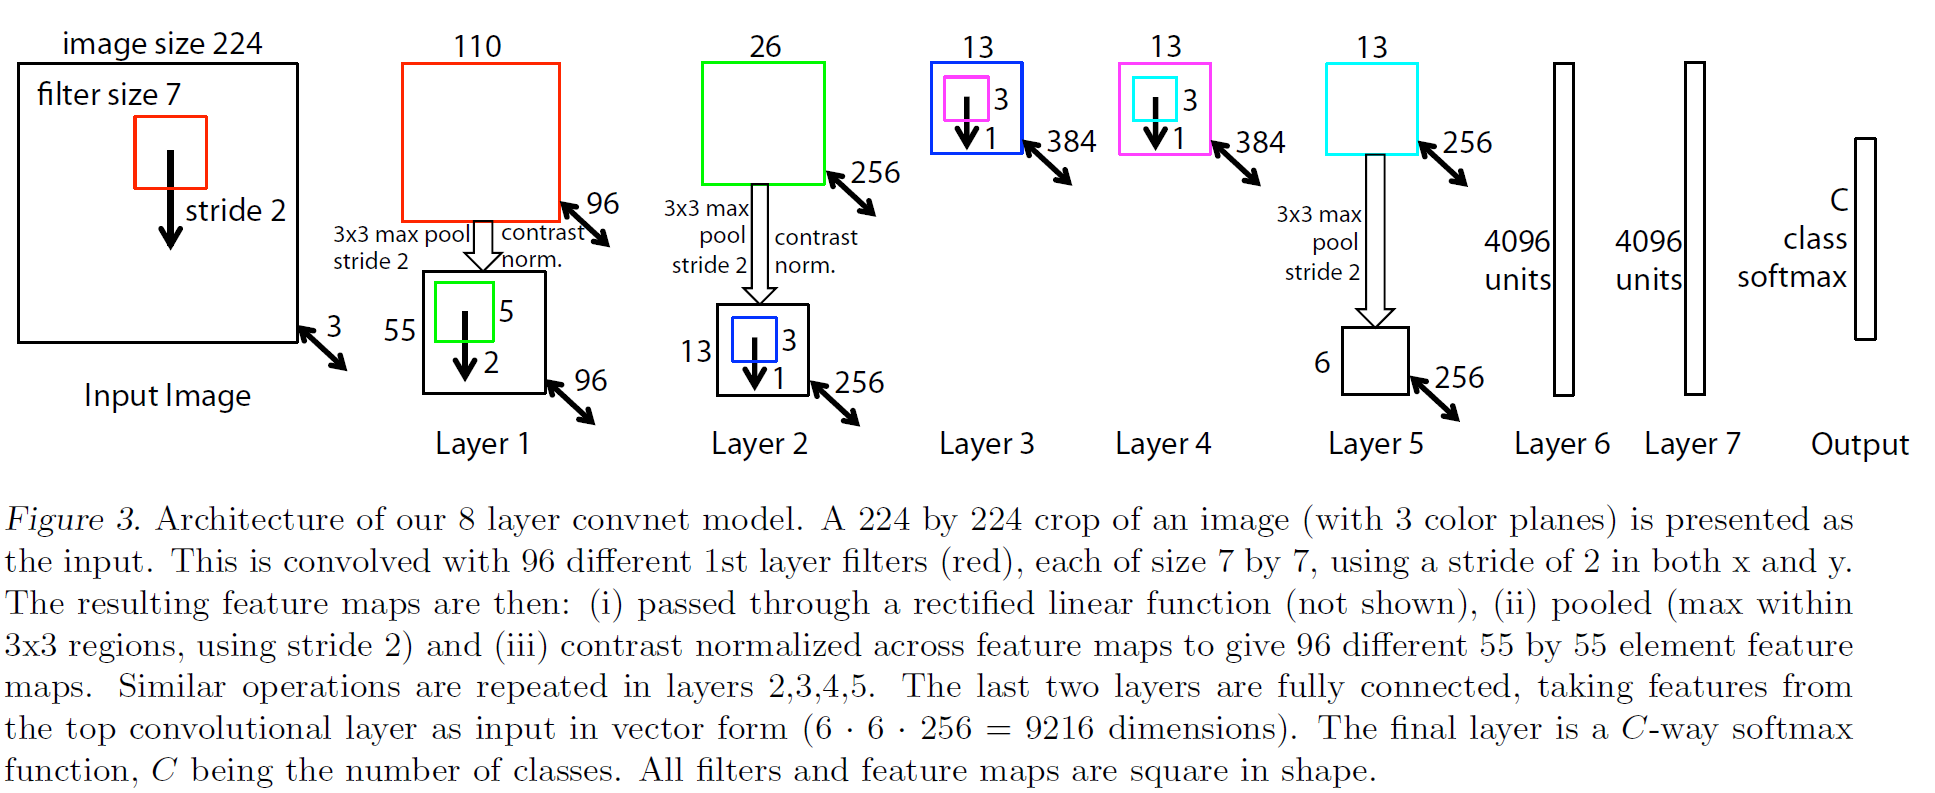 image size 224
filter size 7
stride 2
3
Input Image
110
96
3x3 max pool
stride 2
contrast
norm.
55
5
2
96
Layer 1
26
256
3x3 max
pool
stride 2
contrast
norm.
13
3
1
256
Layer 2
13
3
1
384
Layer 3
13
3
1
384
Layer 4
13
256
3x3 max
pool
stride 2
6
256
Layer 5
4096
units
Layer 6
4096
units
Layer 7
C
class
softmax
Output
Figure 3. Architecture of our 8 layer convnet model. A 224 by 224 crop of an image (with 3 color planes) is presented as
the input. This is convolved with 96 different 1st layer filters (red), each of size 7 by 7, using a stride of 2 in both x and y.
The resulting feature maps are then: (i) passed through a rectified linear function (not shown), (ii) pooled (max within
3x3 regions, using stride 2) and (iii) contrast normalized across feature maps to give 96 different 55 by 55 element feature
maps. Similar operations are repeated in layers 2,3,4,5. The last two layers are fully connected, taking features from
the top convolutional layer as input in vector form (6 · 6 · 256 = 9216 dimensions). The final layer is a C-way softmax
function, C being the number of classes. All filters and feature maps are square in shape.